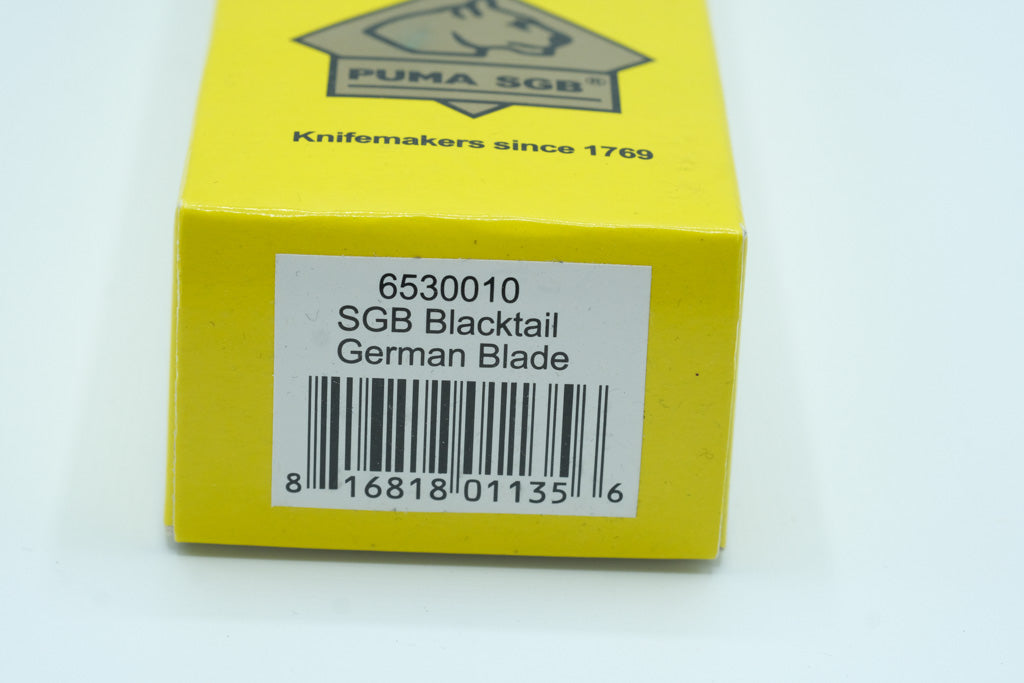 PUMA SGB®
Knifemakers since 1769
6530010
SGB Blacktail
German Blade
8 16818 01135 6